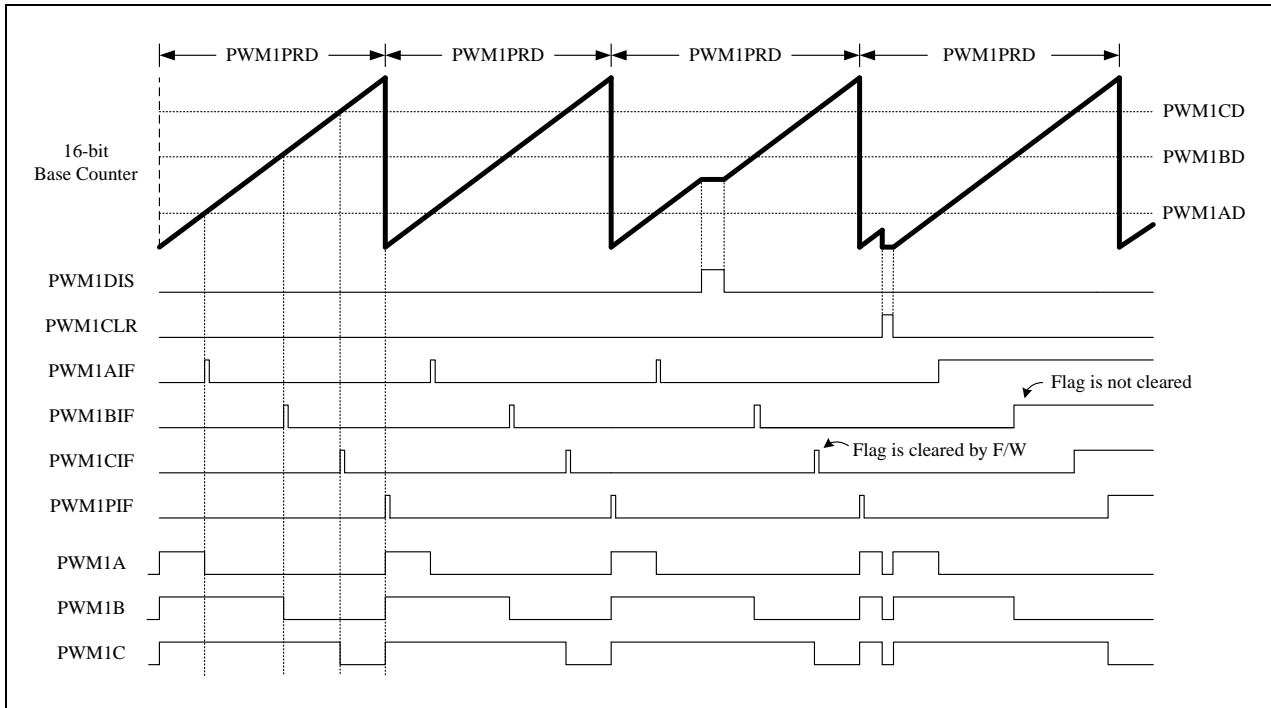 PWM1PRD PWM1PRD PWM1PRD PWM1PRD
PWM1CD
16-bit
Base Counter
PWM1BD
PWM1AD
PWM1DIS
PWM1CLR
PWM1AIF
Flag is not cleared
PWM1BIF
Flag is cleared by F/W
PWM1CIF
PWM1PIF
PWM1A
PWM1B
PWM1C